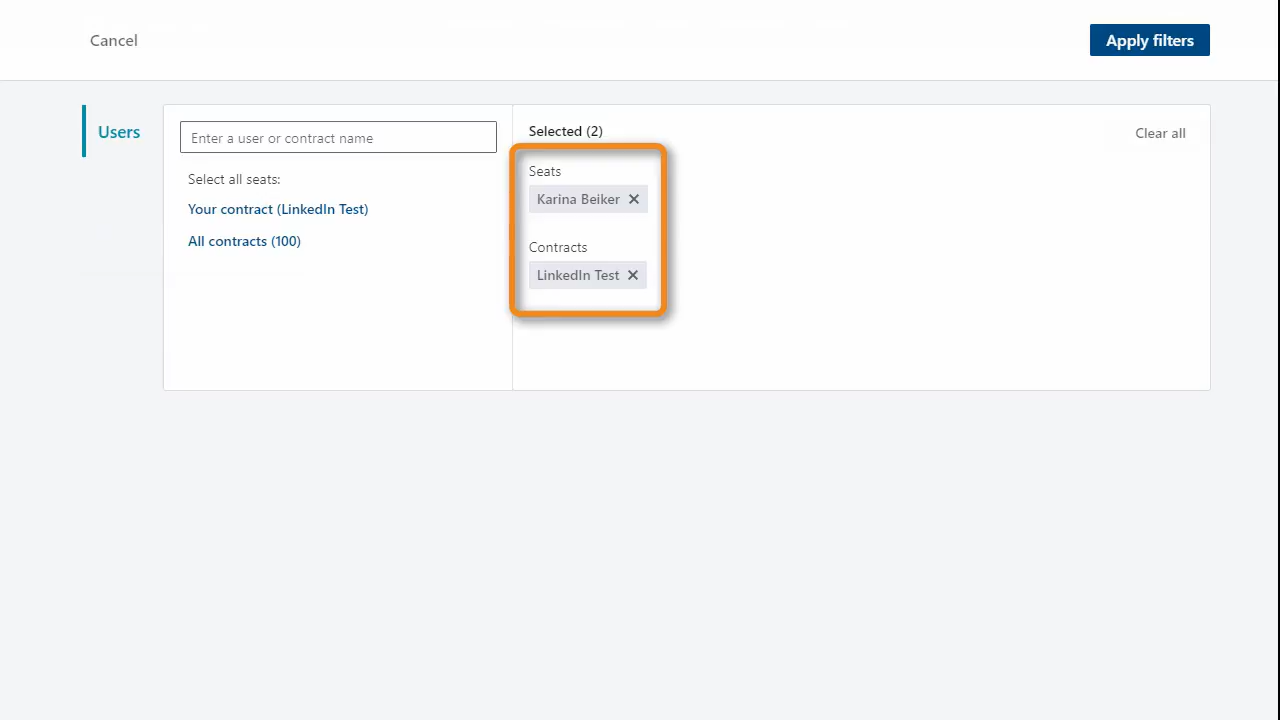 Cancel
Apply filters
Users
Enter a user or contract name
Select all seats:
Your contract (LinkedIn Test)
All contracts (100)
Selected (2)
Clear all
Seats
Karina Beiker ✕
Contracts
LinkedIn Test ✕